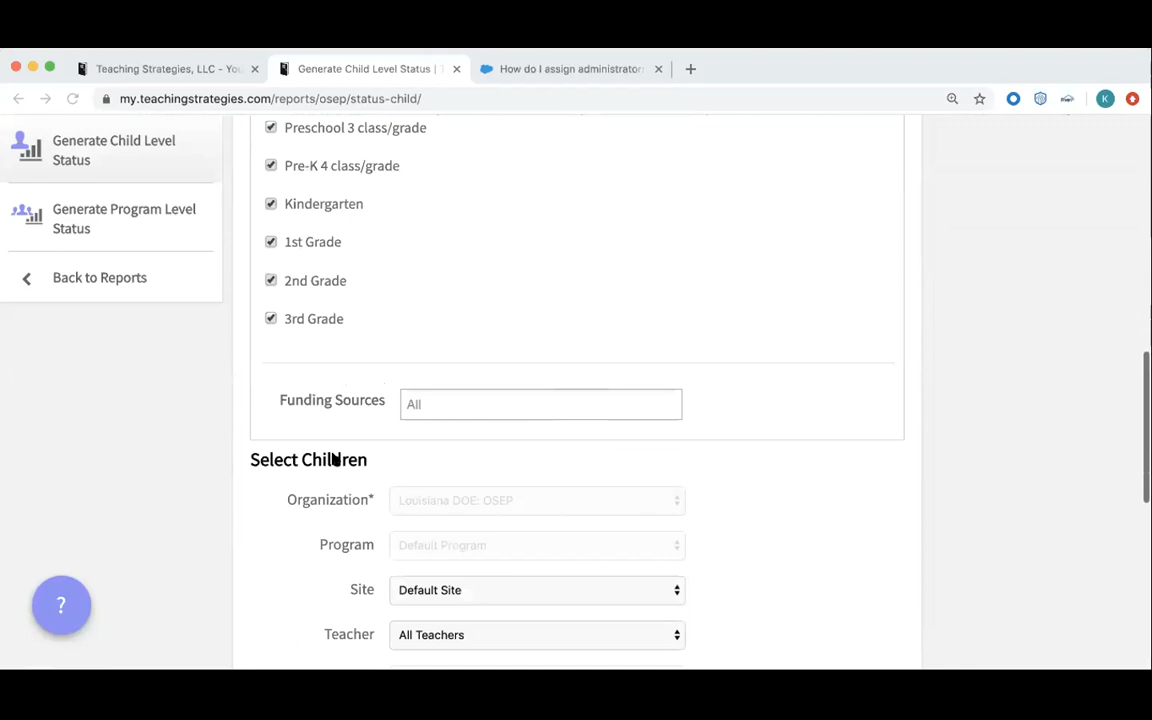 Teaching Strategies, LLC - You
Generate Child Level Status |
How do I assign administrator
my.teachingstrategies.com/reports/osep/status-child/
K
Generate Child Level
Status
Generate Program Level
Status
Back to Reports
Preschool 3 class/grade
Pre-K 4 class/grade
Kindergarten
1st Grade
2nd Grade
3rd Grade
Funding Sources
All
Select Children
Organization*
Louisiana DOE: OSEP
Program
Default Program
Site
Default Site
Teacher
All Teachers
?